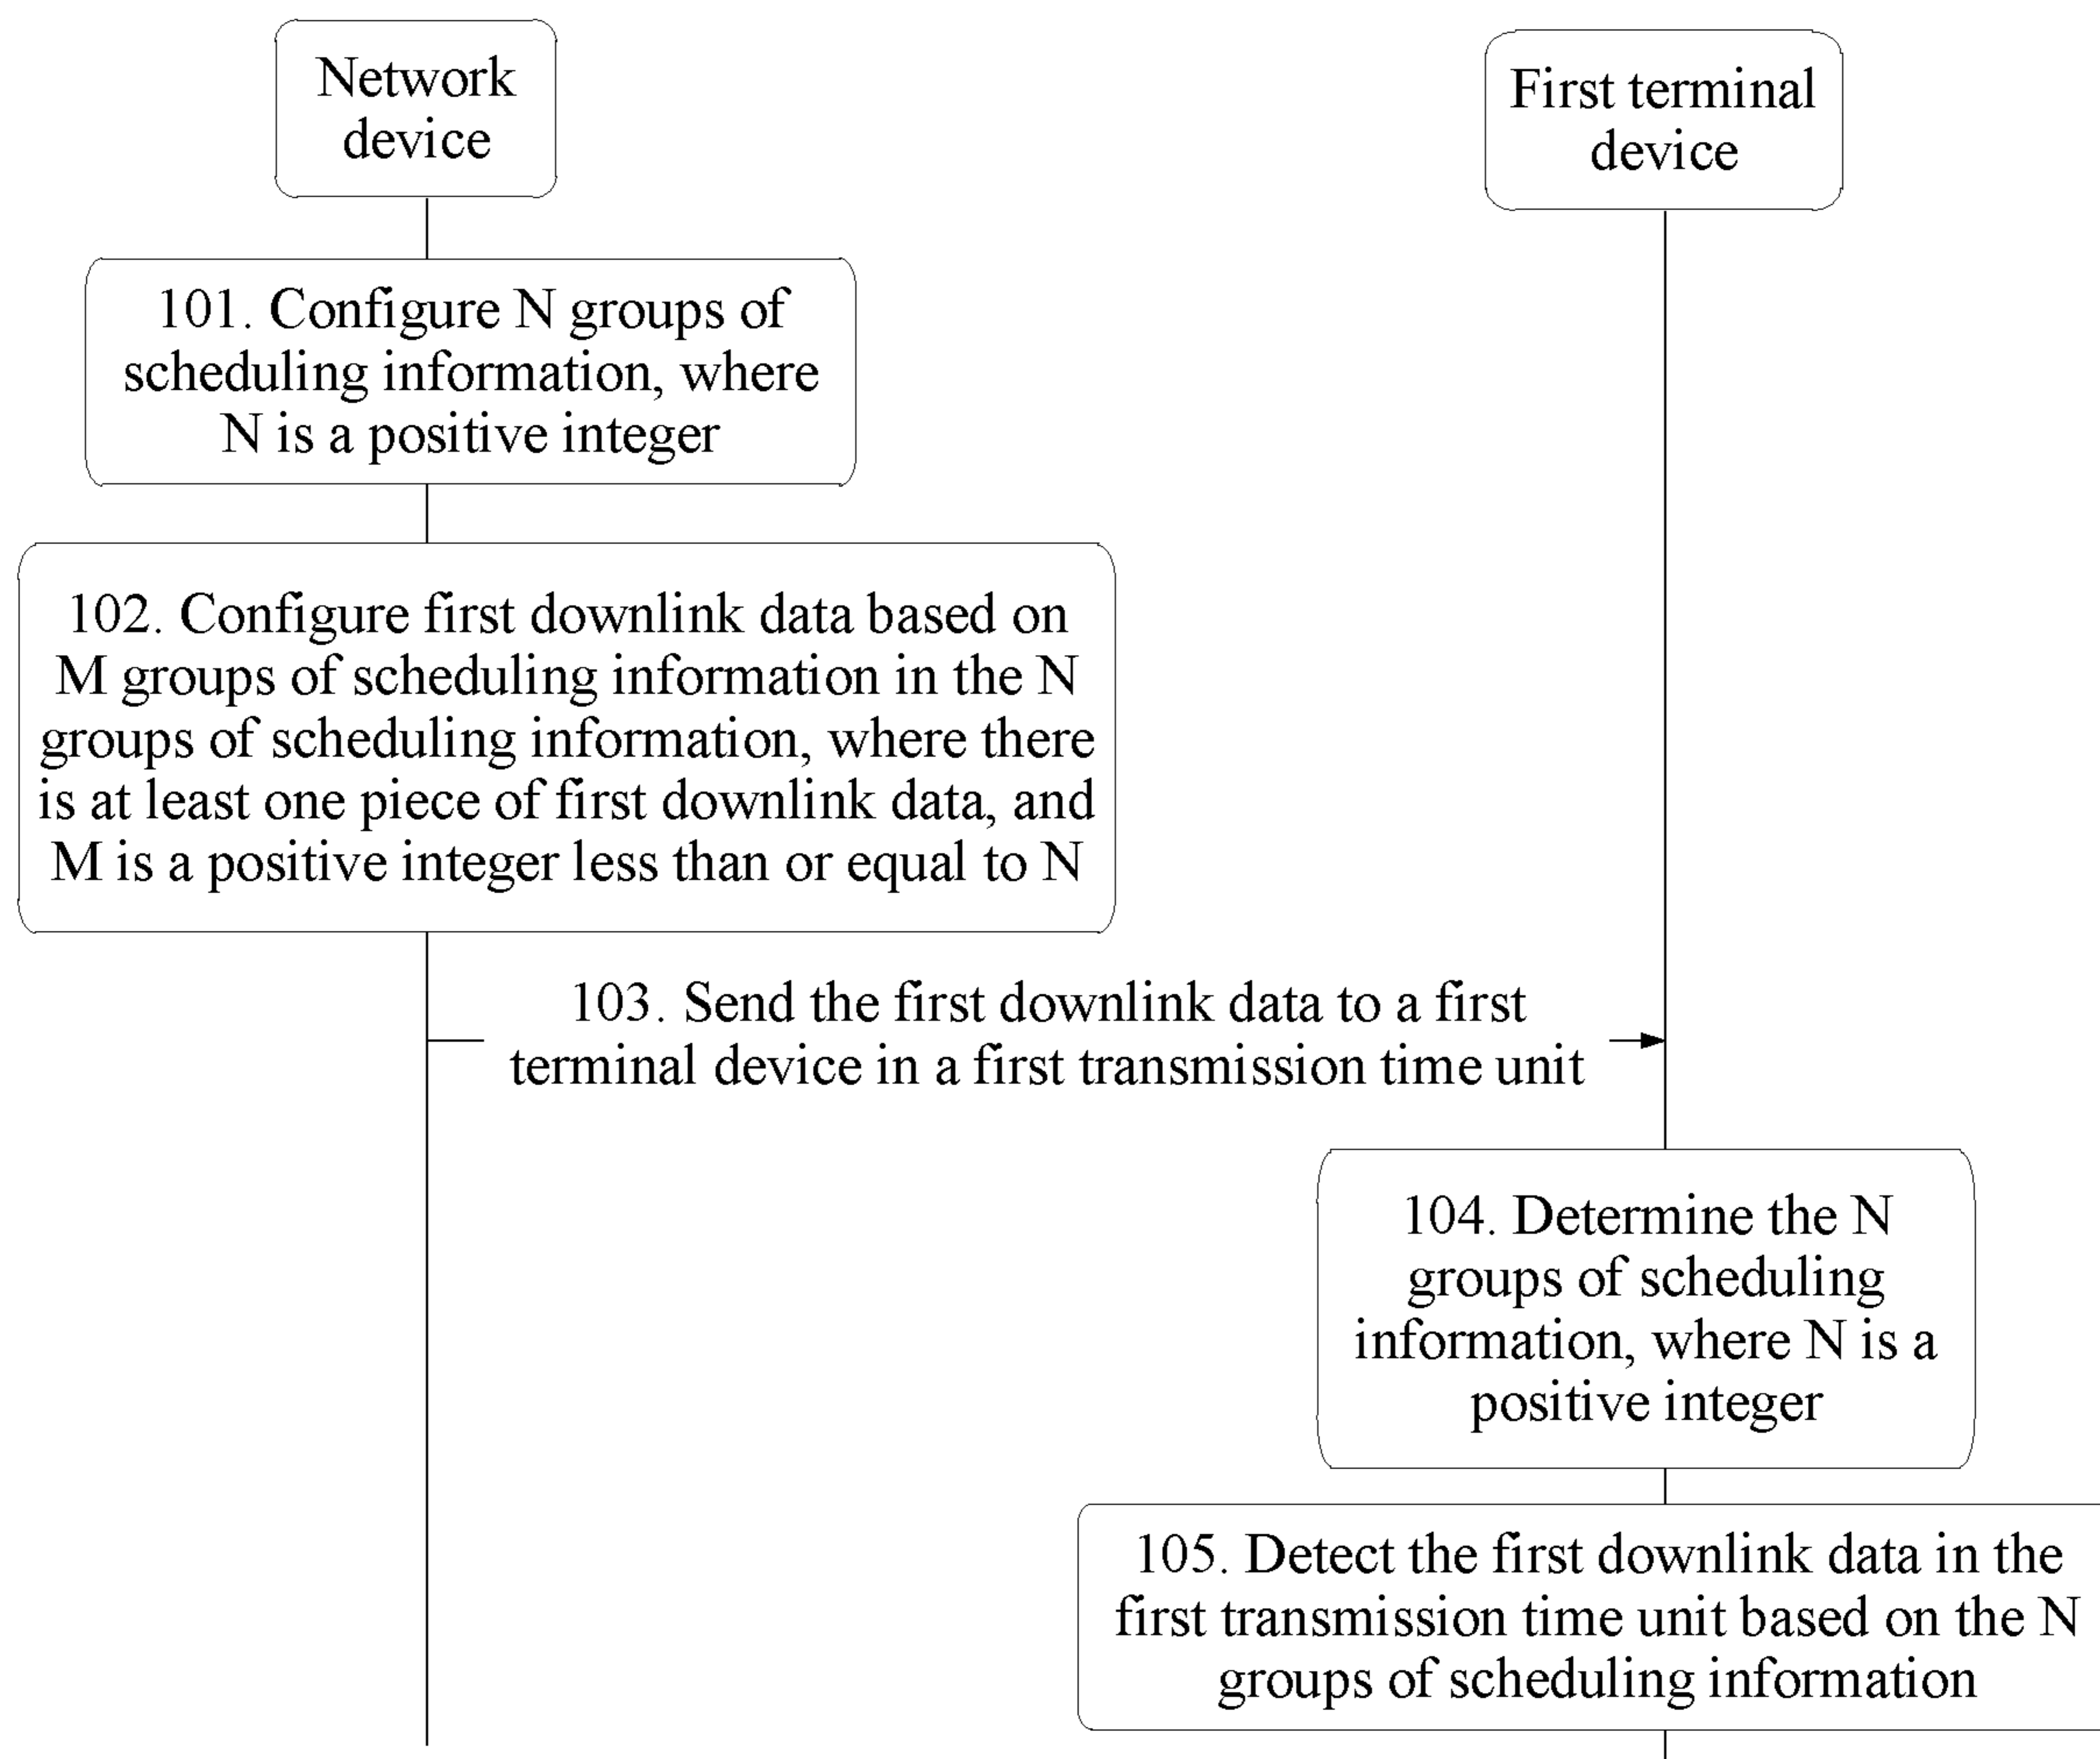 Network
device
First terminal
device
101. Configure N groups of
scheduling information, where
N is a positive integer
102. Configure first downlink data based on
M groups of scheduling information in the N
groups of scheduling information, where there
is at least one piece of first downlink data, and
M is a positive integer less than or equal to N
103. Send the first downlink data to a first
terminal device in a first transmission time unit
104. Determine the N
groups of scheduling
information, where N is a
positive integer
105. Detect the first downlink data in the
first transmission time unit based on the N
groups of scheduling information